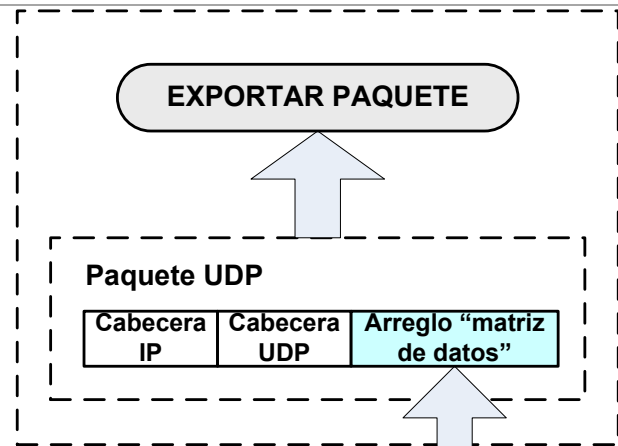 EXPORTAR PAQUETE
Paquete UDP
Cabecera IP
Cabecera UDP
Arreglo “matriz de datos”